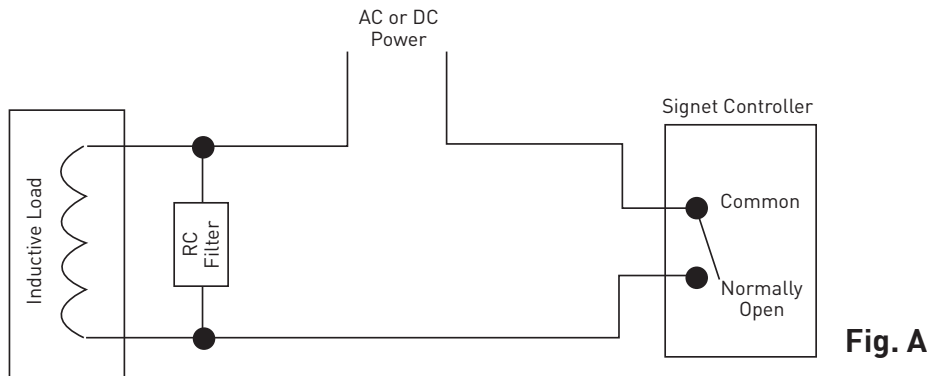 AC or DC
Power
Signet Controller
Inductive Load
RC
Filter
Common
Normally
Open
Fig. A